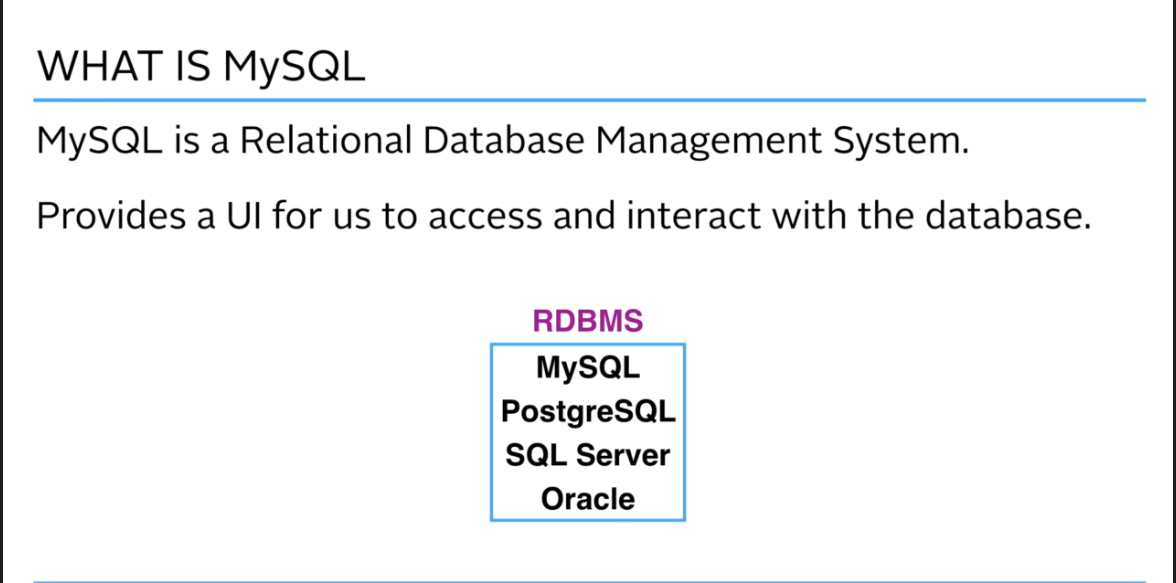 WHAT IS MySQL
MySQL is a Relational Database Management System.
Provides a UI for us to access and interact with the database.
RDBMS
MySQL
PostgreSQL
SQL Server
Oracle